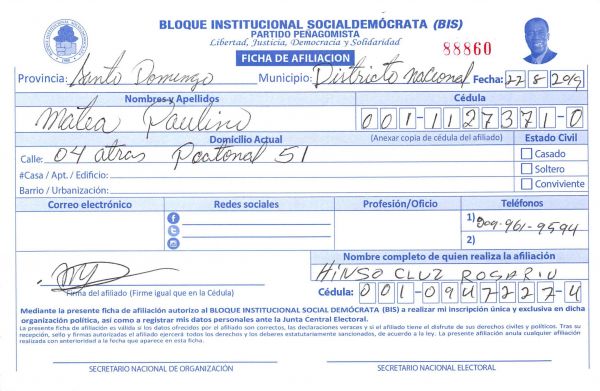 BLOQUE INSTITUCIONAL SOCIALDEMÓCRATA (BIS)
PARTIDO PEÑAGOMISTA
Libertad, Justicia, Democracia y Solidaridad
88860
FICHA DE AFILIACION
Provincia: Santo Domingo Municipio: Districto nacional Fecha: 22-8-2019
Nombres y Apellidos Cédula
Matea Paulino 001-1127371-0
Domicilio Actual (Anexar copia de cédula del afiliado) Estado Civil
Calle: 04 atras Peatonal 51 Casado
#Casa / Apt. / Edificio: Soltero
Barrio / Urbanización: Conviviente
Correo electrónico Redes sociales Profesión/Oficio Teléfonos
1) 809-961-9594
2)
Nombre completo de quien realiza la afiliación
HINSO CLUZ ROSARIO
Firma del afiliado (Firme igual que en la Cédula) Cédula: 001-0947227-4
Mediante la presente ficha de afiliación autorizo al BLOQUE INSTITUCIONAL SOCIAL DEMÓCRATA (BIS) a realizar mi inscripción única y exclusiva en dicha
organización política, así como a registrar mis datos personales ante la Junta Central Electoral.
La presente ficha de afiliación es válida si los datos ofrecidos por el afiliado son correctos, las declaraciones veraces y si el afiliado tiene el disfrute de sus derechos civiles y políticos. Tras su
recepción, sello y firmas autorizadas el afiliado ejercerá todos los derechos y los deberes estatutariamente sancionados, de acuerdo a la ley. La presente afiliación anula cualquier afiliación
realizada con anterioridad a la fecha que aparece en esta ficha.
SECRETARIO NACIONAL DE ORGANIZACIÓN SECRETARIO NACIONAL ELECTORAL